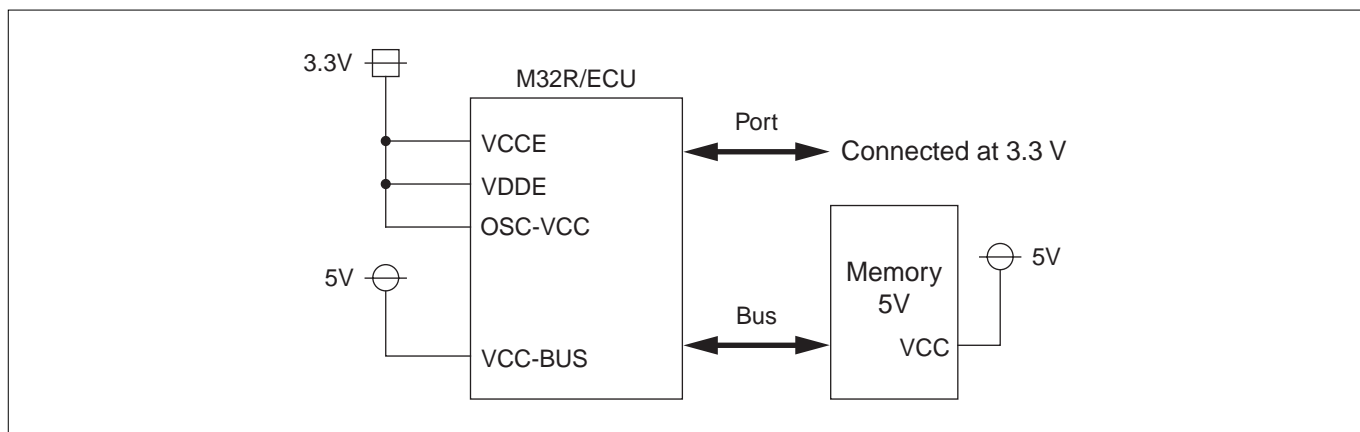 3.3V
M32R/ECU
VCCE
Port
Connected at 3.3 V
VDDE
OSC-VCC
5V
Memory
5V
5V
Bus
VCC-BUS
VCC